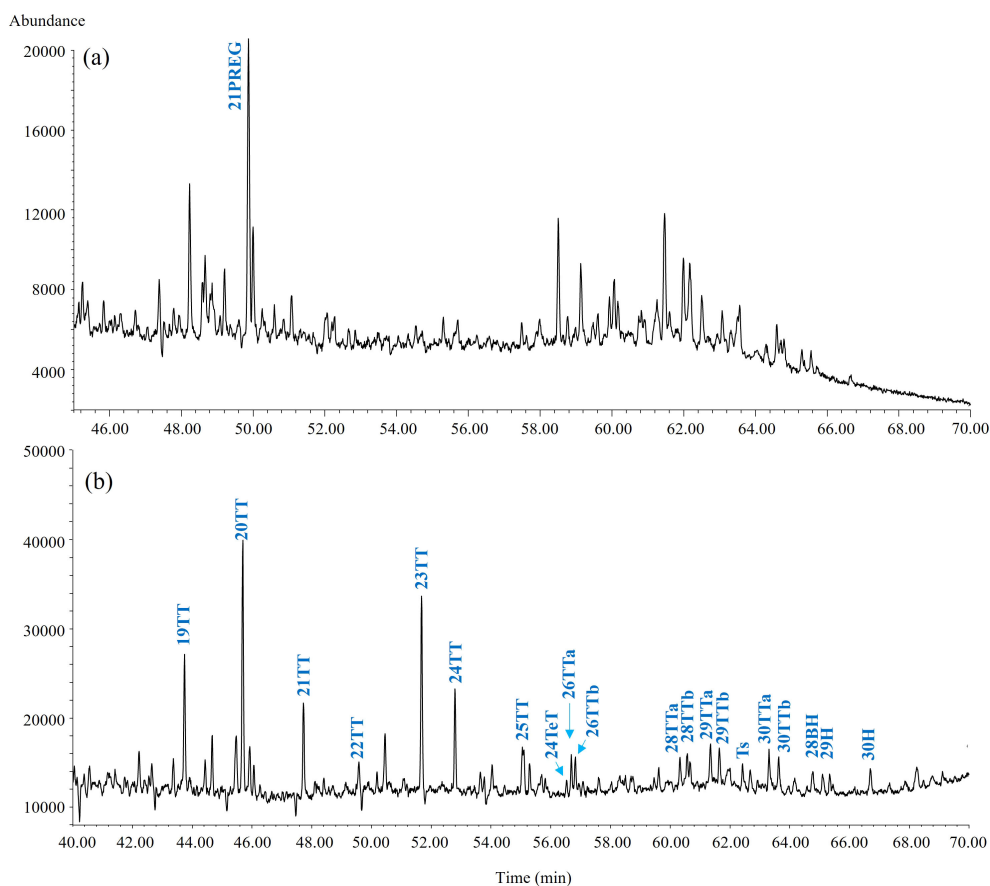 Abundance
(a)
20000
16000
12000
8000
4000
21PREG
46.00 48.00 50.00 52.00 54.00 56.00 58.00 60.00 62.00 64.00 66.00 68.00 70.00
(b)
50000
40000
30000
20000
10000
19TT
20TT
21TT
22TT
23TT
24TT
25TT
24TeT
26TTa
26TTb
28TTa
28TTb
29TTa
29TTb
Ts
30TTa
30TTb
28BH
29H
30H
40.00 42.00 44.00 46.00 48.00 50.00 52.00 54.00 56.00 58.00 60.00 62.00 64.00 66.00 68.00 70.00
Time (min)